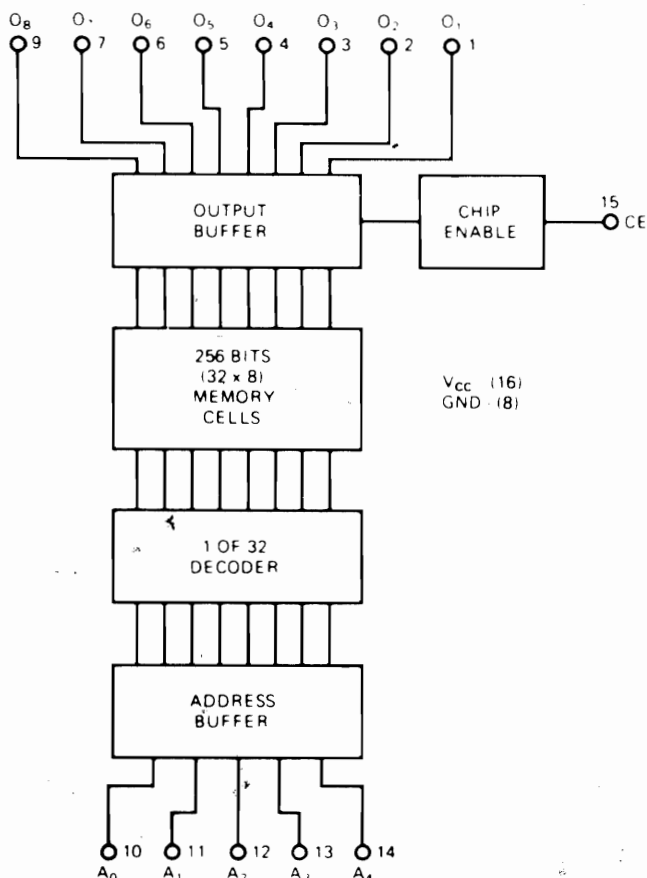 O₈ O₇ O₆ O₅ O₄ O₃ O₂ O₁
9 7 6 5 4 3 2 1
OUTPUT
BUFFER
CHIP
ENABLE
15
CE
256 BITS
(32 x 8)
MEMORY
CELLS
VCC (16)
GND (8)
1 OF 32
DECODER
ADDRESS
BUFFER
10 11 12 13 14
A₀ A₁ A₂ A₃ A₄